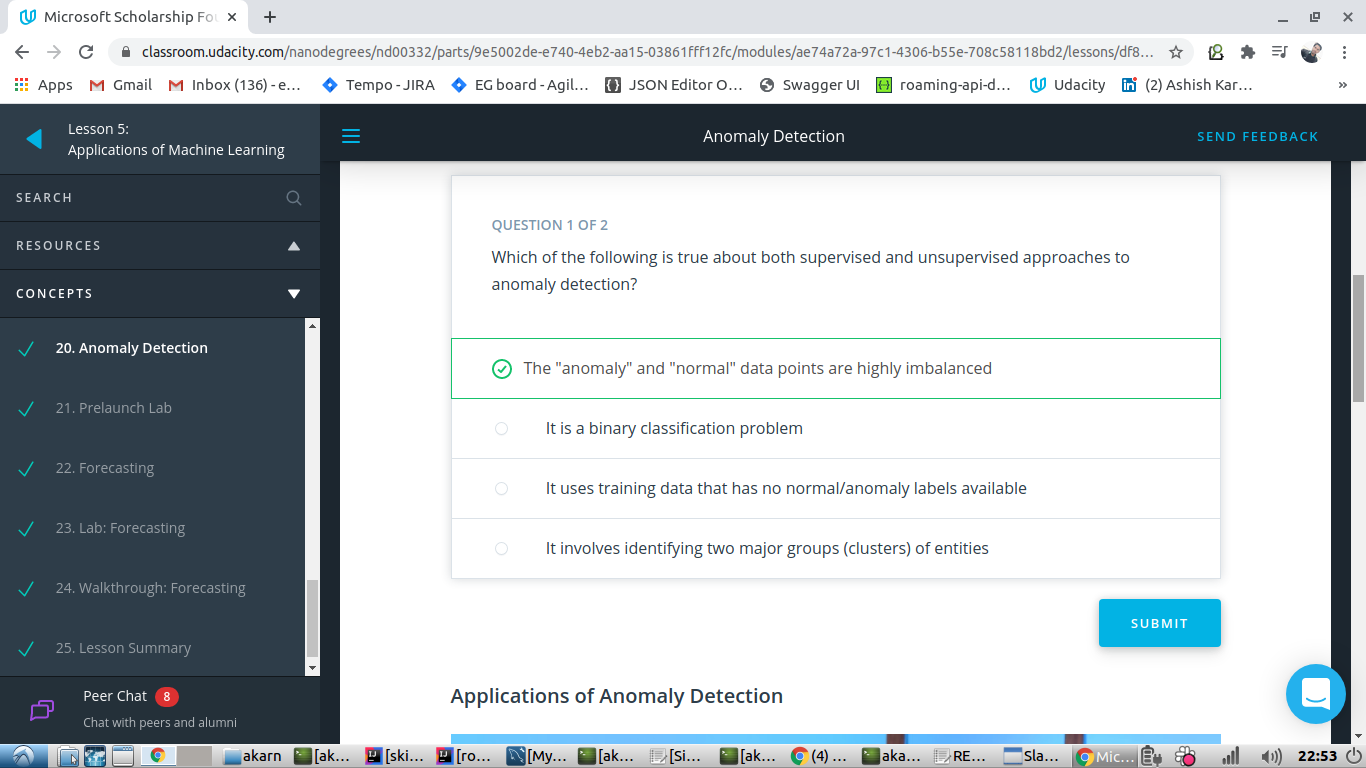 Microsoft Scholarship Fou
classroom.udacity.com/nanodegrees/nd00332/parts/9e5002de-e740-4eb2-aa15-03861fff12fc/modules/ae74a72a-97c1-4306-b55e-708c58118bd2/lessons/df8...
Apps Gmail Inbox (136) - e... Tempo - JIRA EG board - Agil... JSON Editor O... Swagger UI roaming-api-d... Udacity (2) Ashish Kar... »
Lesson 5:
Applications of Machine Learning
Anomaly Detection
SEND FEEDBACK
SEARCH
RESOURCES
CONCEPTS
20. Anomaly Detection
21. Prelaunch Lab
22. Forecasting
23. Lab: Forecasting
24. Walkthrough: Forecasting
25. Lesson Summary
Peer Chat 8
Chat with peers and alumni
QUESTION 1 OF 2
Which of the following is true about both supervised and unsupervised approaches to
anomaly detection?
The "anomaly" and "normal" data points are highly imbalanced
It is a binary classification problem
It uses training data that has no normal/anomaly labels available
It involves identifying two major groups (clusters) of entities
SUBMIT
Applications of Anomaly Detection
akarn [ak... [ski... [ro... [My... [ak... [Si... [ak... (4) ... aka... RE... Sla... Mic... 22:53